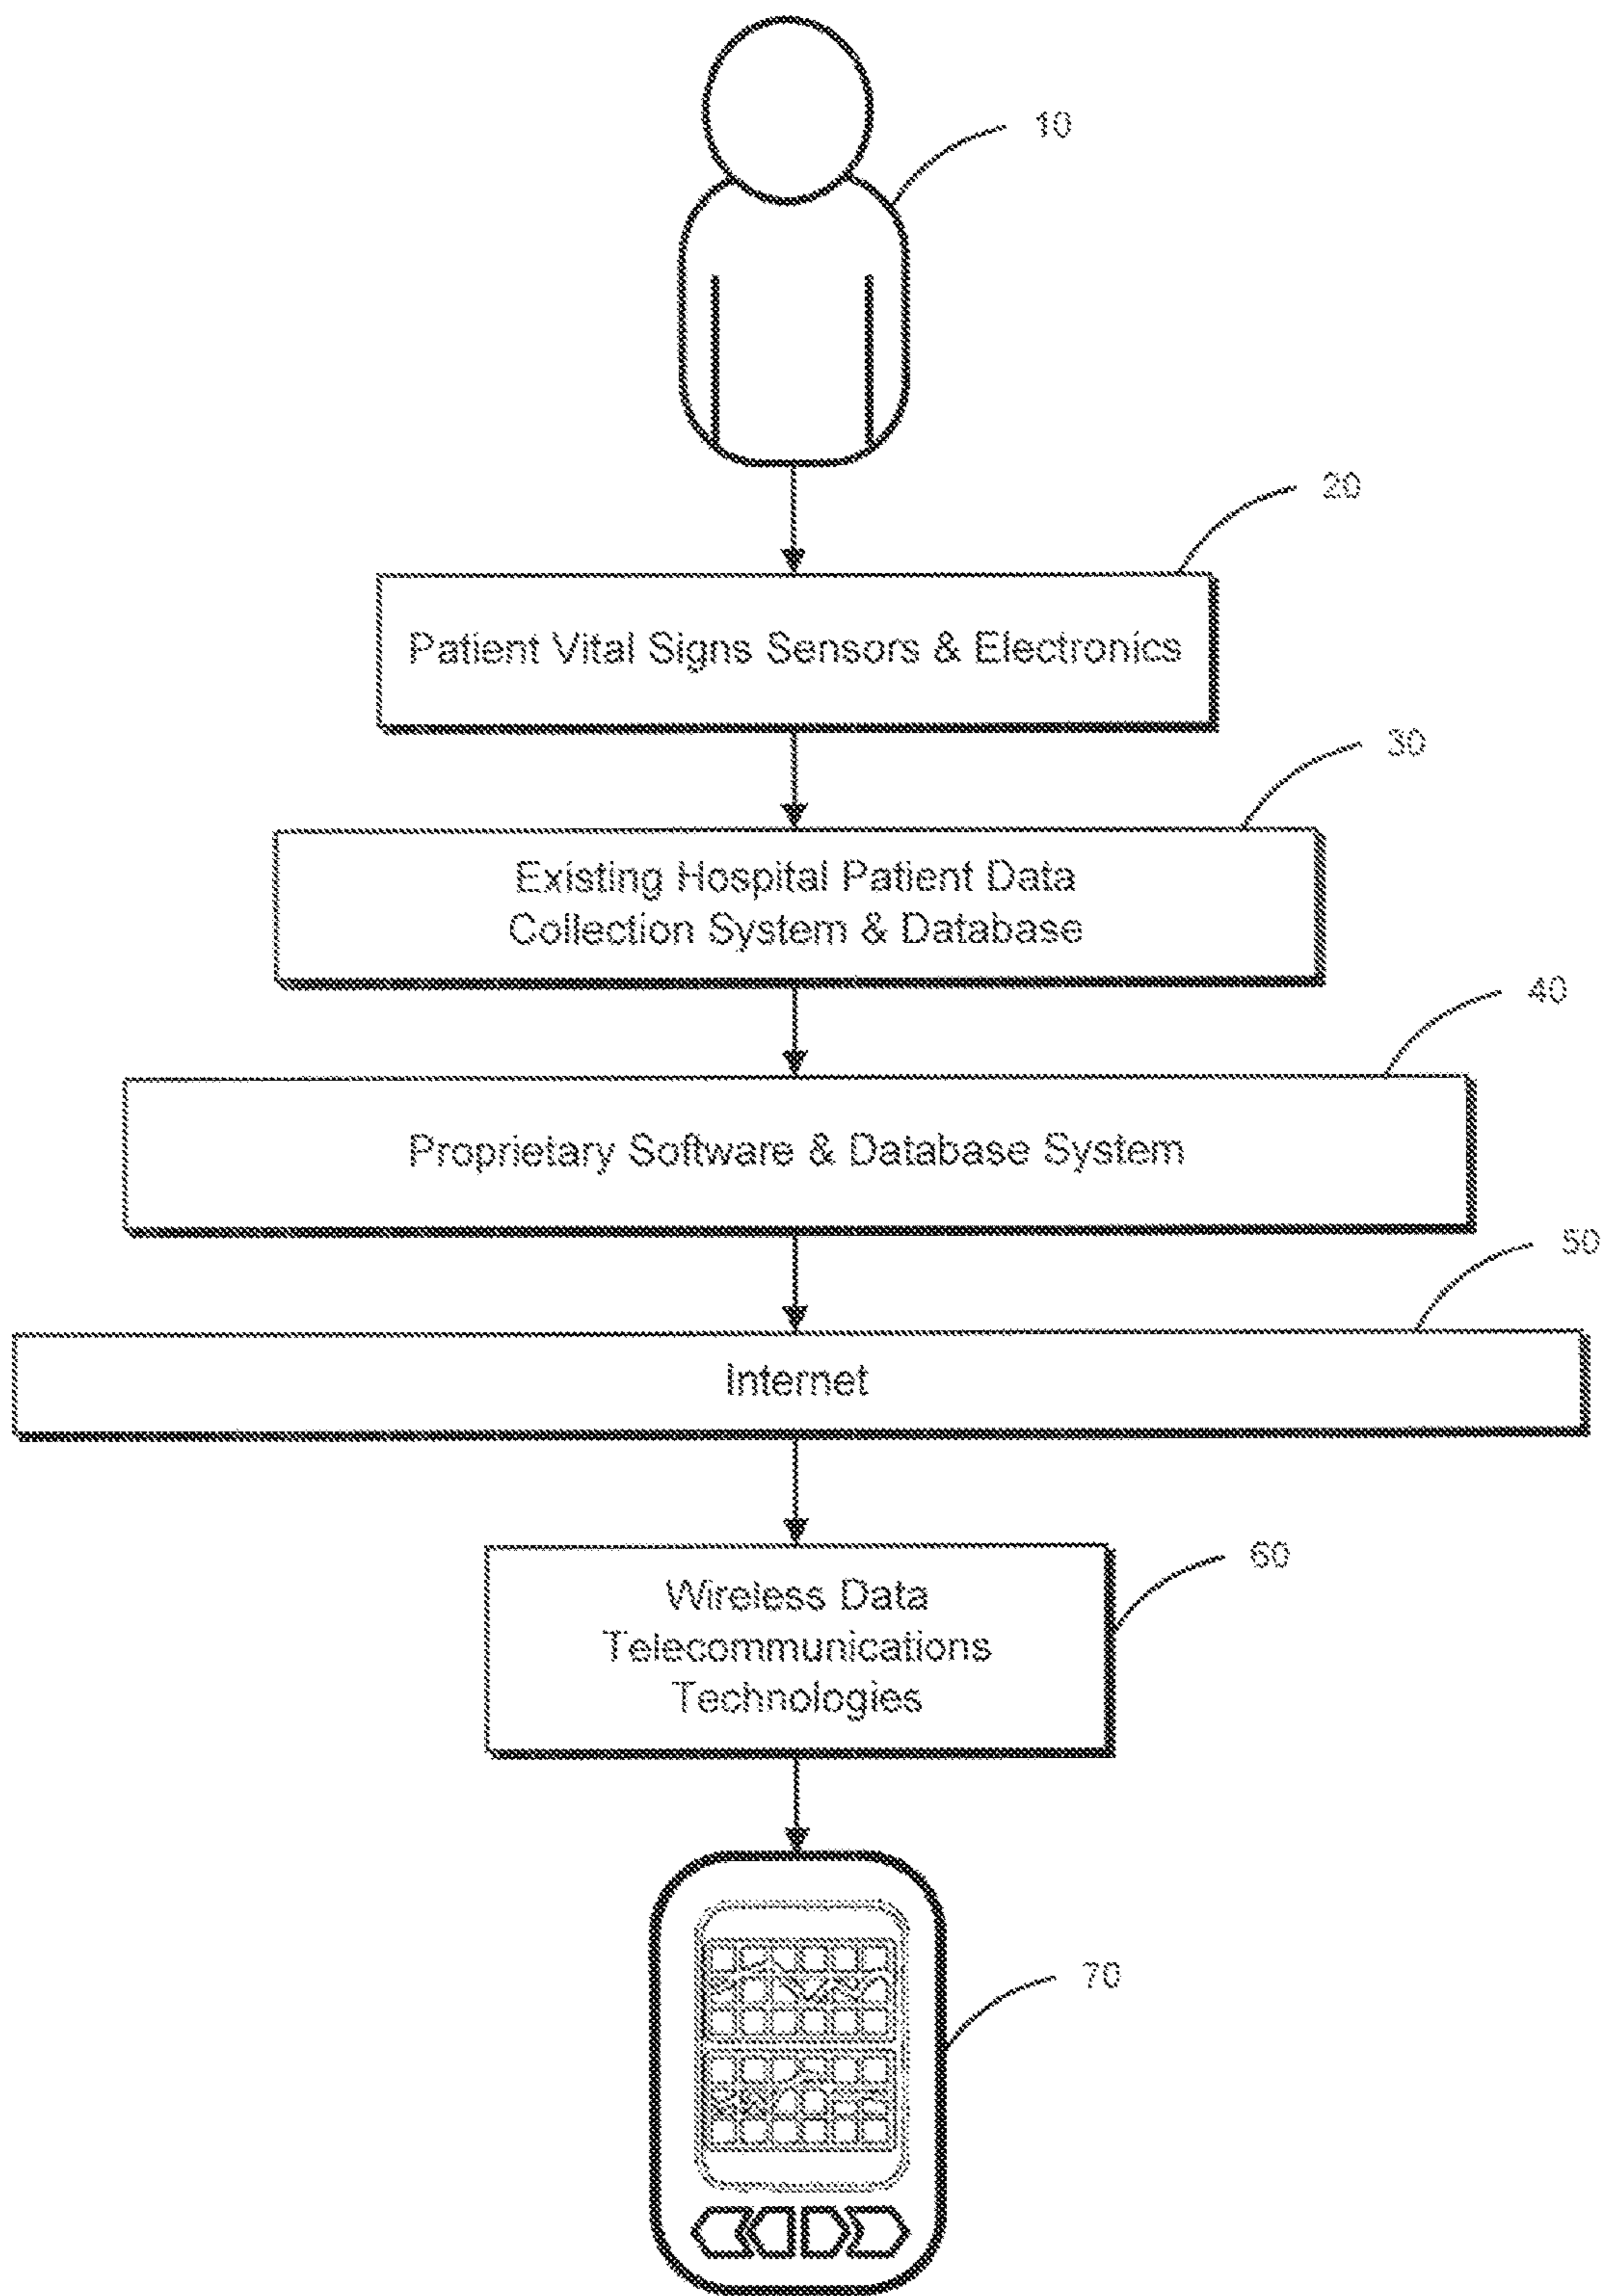 10
20
Patient Vital Signs Sensors & Electronics
30
Existing Hospital Patient Data
Collection System & Database
40
Proprietary Software & Database System
50
Internet
60
Wireless Data
Telecommunications
Technologies
70